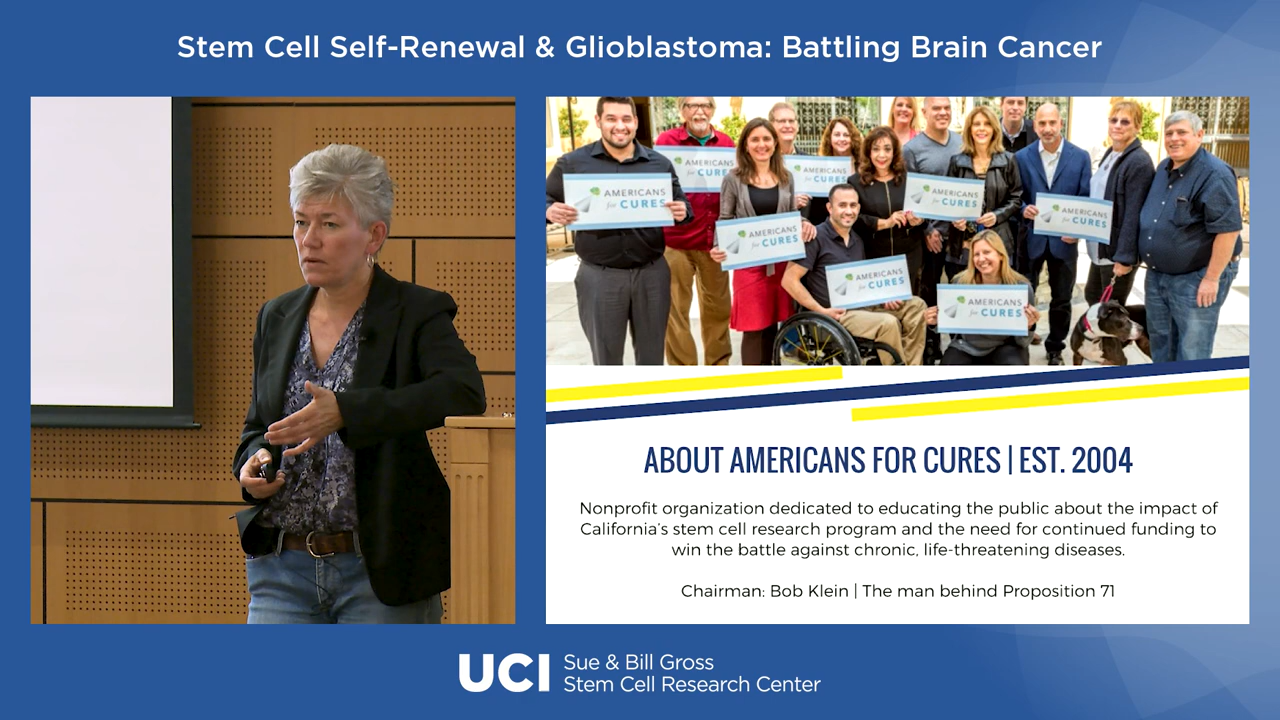 Stem Cell Self-Renewal & Glioblastoma: Battling Brain Cancer
AMERICANS
for CURES
AMERICANS
for CURES
AMERICANS
for CURES
AMERICANS
for CURES
AMERICANS
for CURES
AMERICANS
for CURES
AMERICANS
for CURES
AMERICANS
for CURES
ABOUT AMERICANS FOR CURES | EST. 2004
Nonprofit organization dedicated to educating the public about the impact of
California's stem cell research program and the need for continued funding to
win the battle against chronic, life-threatening diseases.
Chairman: Bob Klein | The man behind Proposition 71
UCI
Sue & Bill Gross
Stem Cell Research Center